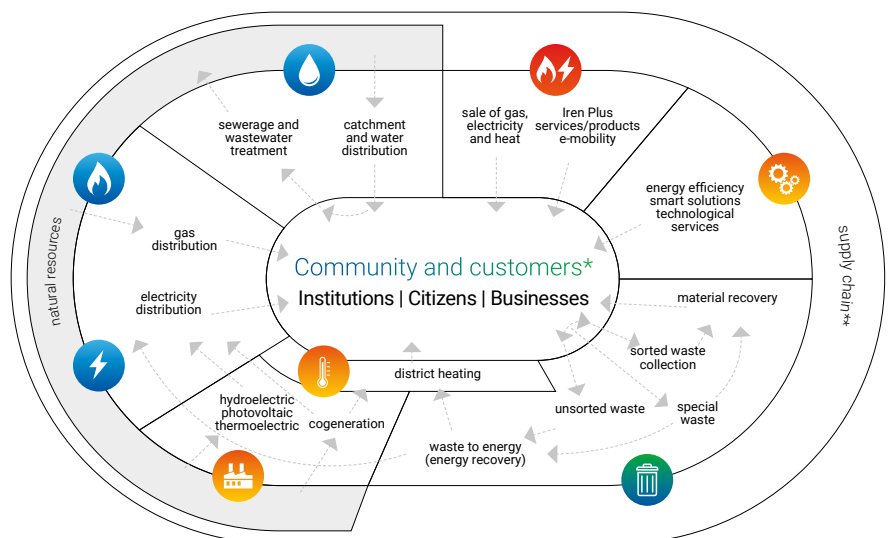 sewerage and
wastewater
treatment
catchment
and water
distribution
sale of gas,
electricity
and heat
Iren Plus
services/products
e-mobility
energy efficiency
smart solutions
technological
services
natural resources
gas
distribution
supply chain**
Community and customers*
Institutions | Citizens | Businesses
electricity
distribution
material recovery
sorted waste
collection
district heating
hydroelectric
photovoltaic
thermoelectric
cogeneration
unsorted waste
special
waste
waste to energy
(energy recovery)